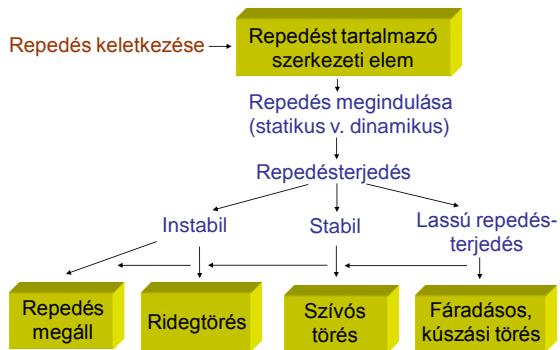 Repedés keletkezése
Repedést tartalmazó
szerkezeti elem
Repedés megindulása
(statikus v. dinamikus)
Repedésterjedés
Instabil
Stabil
Lassú repedés-
terjedés
Repedés
megáll
Ridegtörés
Szívós
törés
Fáradásos,
kúszási törés